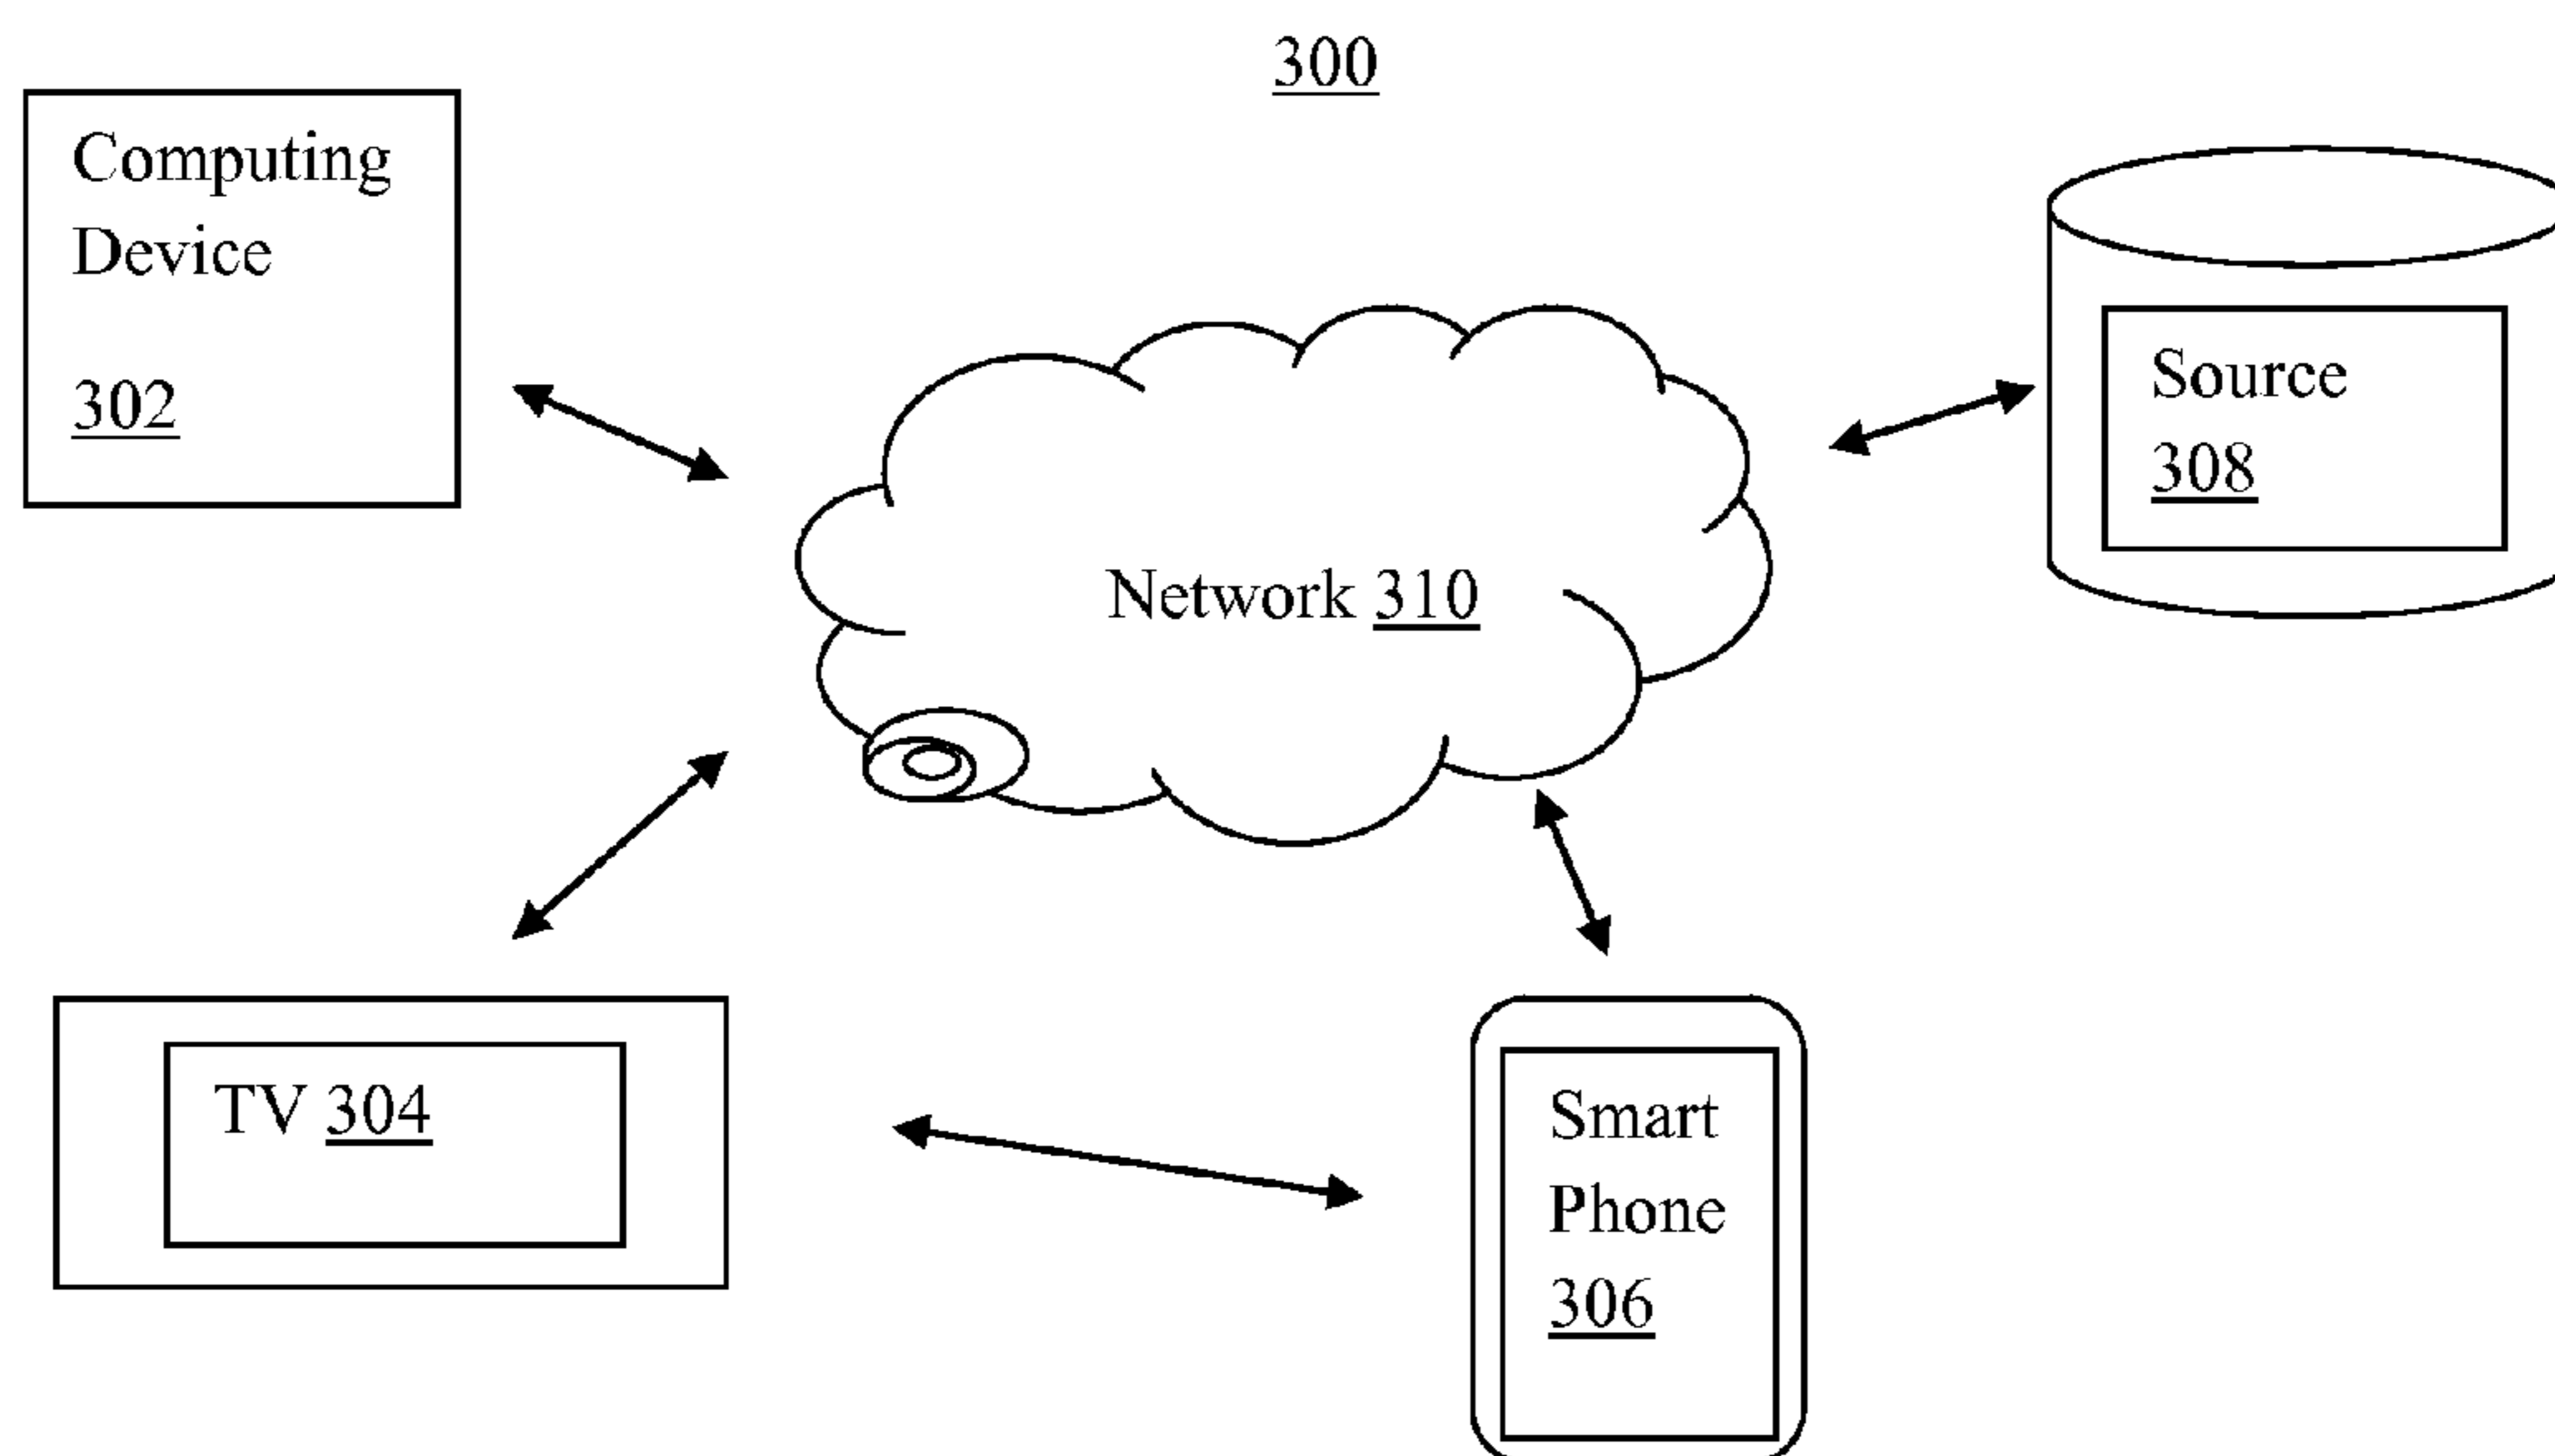 300
Computing
Device
302
Source
308
Network 310
TV 304
Smart
Phone
306